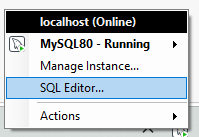 localhost (Online)
MySQL80 - Running
Manage Instance...
SQL Editor...
Actions